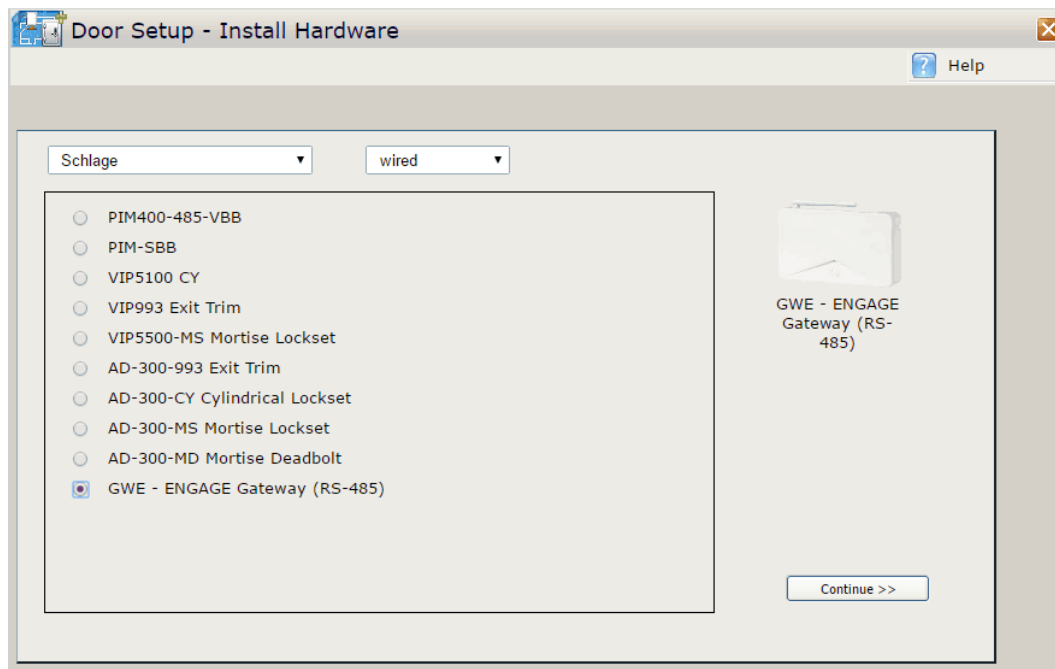 Door Setup - Install Hardware
Help
Schlage
wired
PIM400-485-VBB
PIM-SBB
VIP5100 CY
VIP993 Exit Trim
VIP5500-MS Mortise Lockset
AD-300-993 Exit Trim
AD-300-CY Cylindrical Lockset
AD-300-MS Mortise Lockset
AD-300-MD Mortise Deadbolt
GWE - ENGAGE Gateway (RS-485)
GWE - ENGAGE
Gateway (RS-
485)
Continue >>